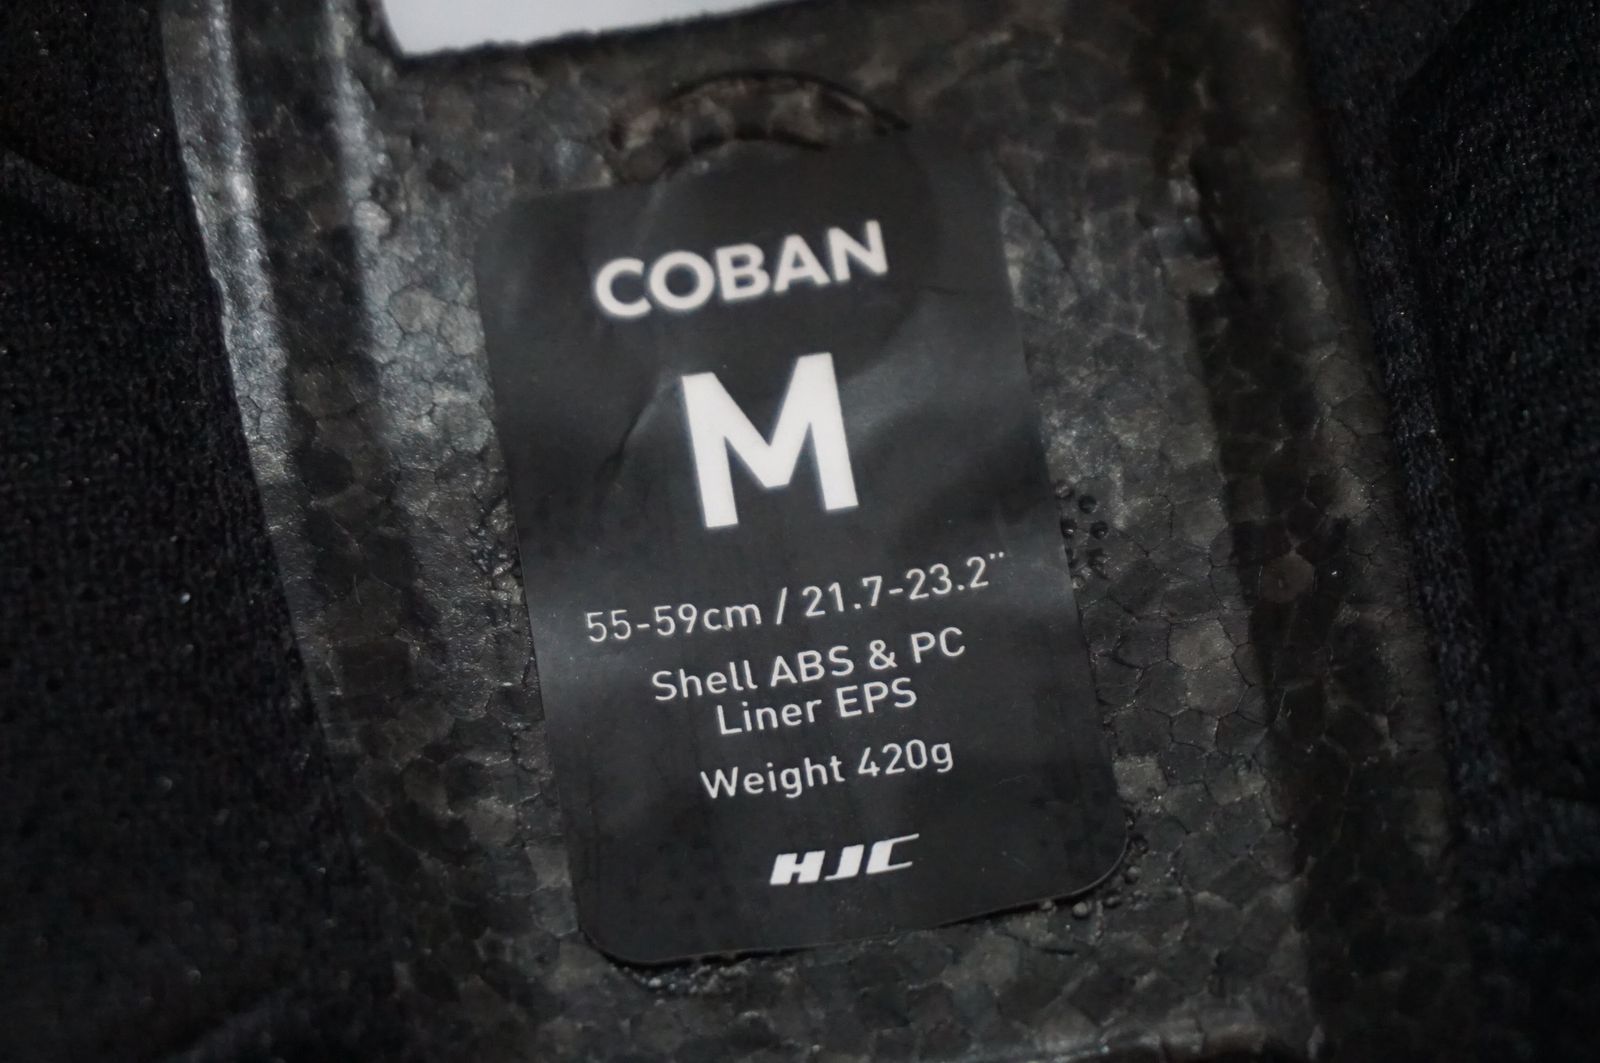 COBAN
M
55-59cm / 21.7-23.2"
Shell ABS & PC
Liner EPS
Weight 420g
HJC